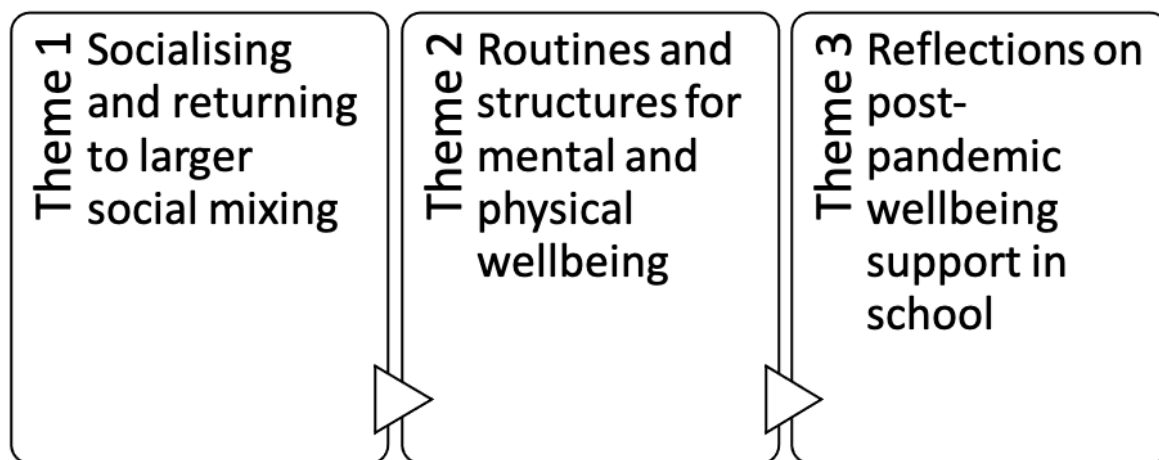 Theme 1
Socialising
and returning
to larger
social mixing
Theme 2
Routines and
structures for
mental and
physical
wellbeing
Theme 3
Reflections on
post-
pandemic
wellbeing
support in
school